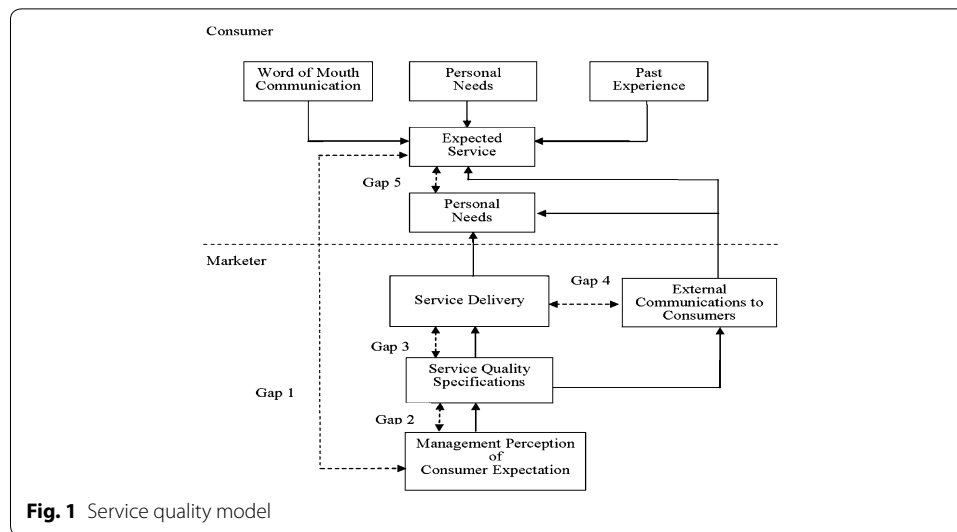 Consumer
Word of Mouth
Communication
Personal
Needs
Past
Experience
Expected
Service
Gap 5
Personal
Needs
Marketer
Service Delivery
Gap 4
External
Communications to
Consumers
Gap 3
Service Quality
Specifications
Gap 1
Gap 2
Management Perception
of
Consumer Expectation
Fig. 1 Service quality model